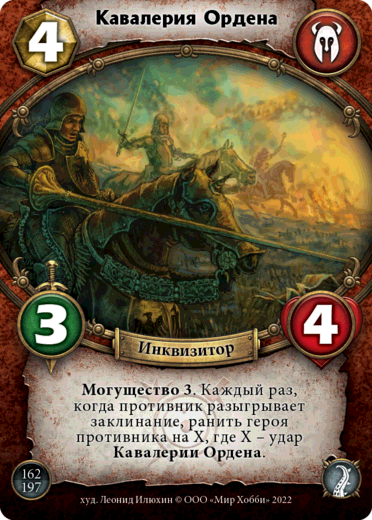 Кавалерия Ордена
4
3
4
Инквизитор
Могущество 3. Каждый раз,
когда противник разыгрывает
заклинание, ранить героя
противника на X, где X – удар
Кавалерии Ордена.
162
197
худ. Леонид Илюхин © ООО «Мир Хобби» 2022